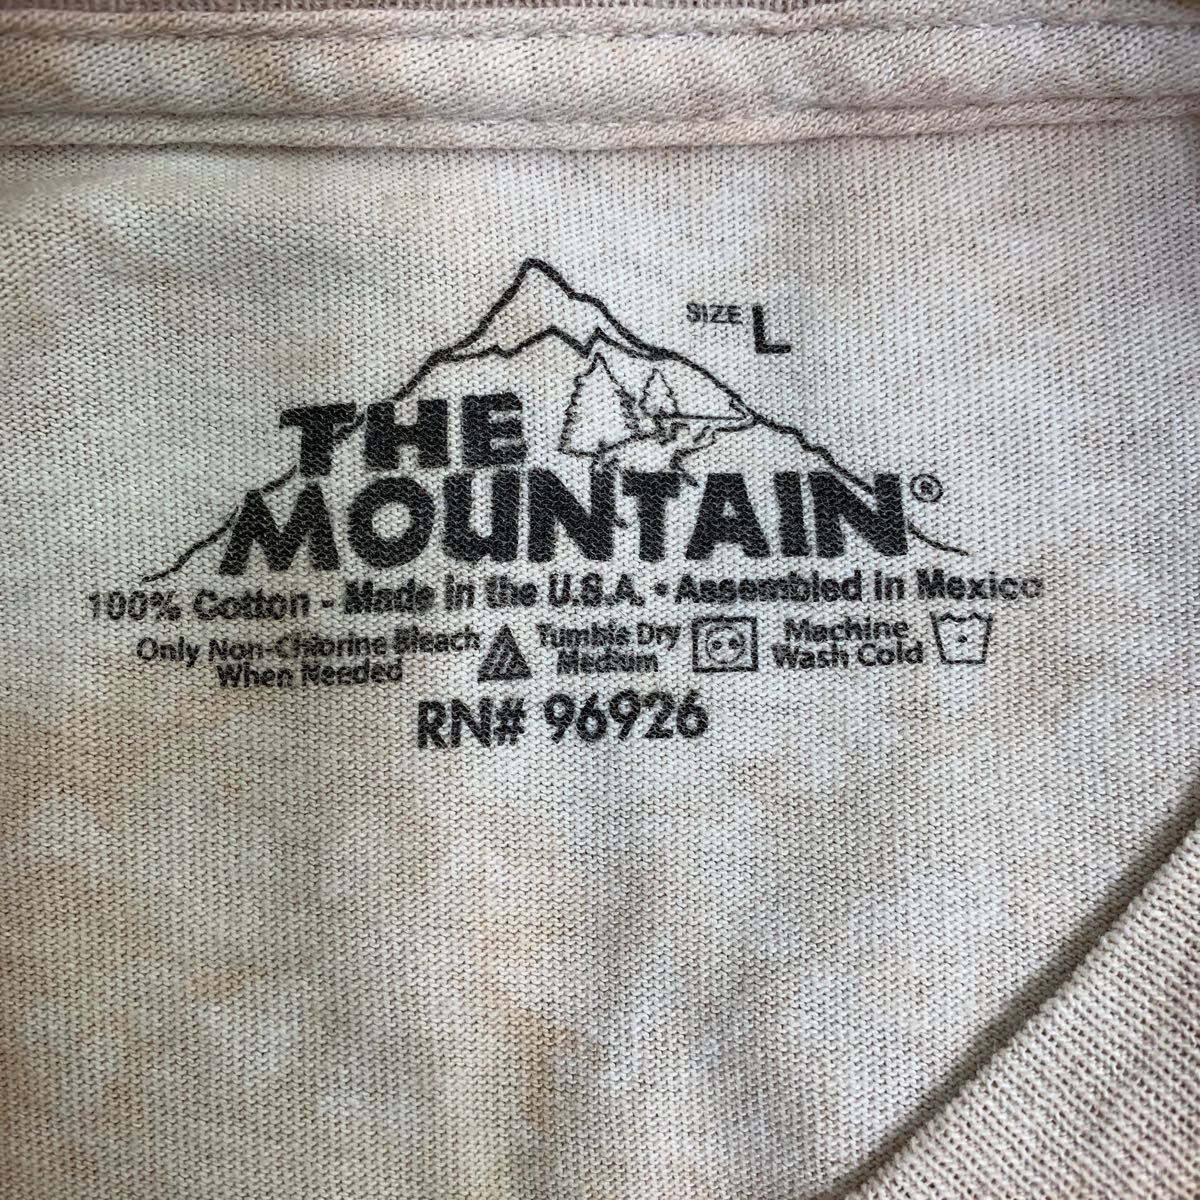 SIZE L
THE
MOUNTAIN®
100% Cotton - Made in the U.S.A. • Assembled in Mexico
Only Non-Chlorine Bleach When Needed
Tumble Dry Medium
Machine Wash Cold
RN# 96926